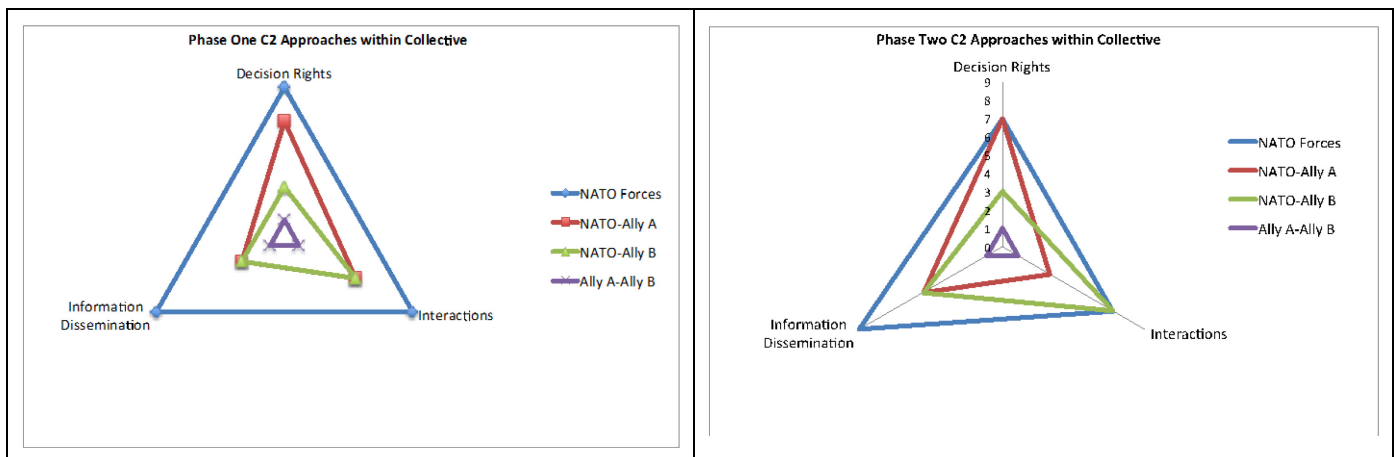 Phase One C2 Approaches within Collective
Decision Rights
Information
Dissemination
Interactions
NATO Forces
NATO-Ally A
NATO-Ally B
Ally A-Ally B
Phase Two C2 Approaches within Collective
Decision Rights
9
8
7
6
5
4
3
2
1
0
Information
Dissemination
Interactions
NATO Forces
NATO-Ally A
NATO-Ally B
Ally A-Ally B